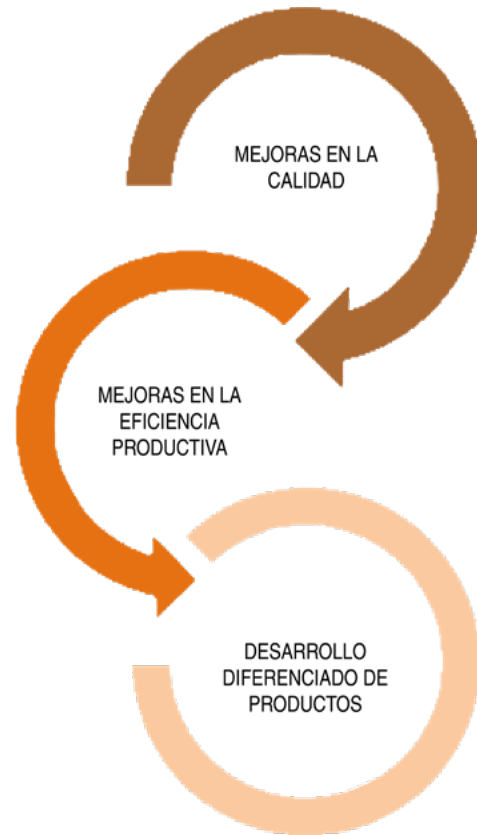 MEJORAS EN LA
CALIDAD
MEJORAS EN LA
EFICIENCIA
PRODUCTIVA
DESARROLLO
DIFERENCIADO DE
PRODUCTOS